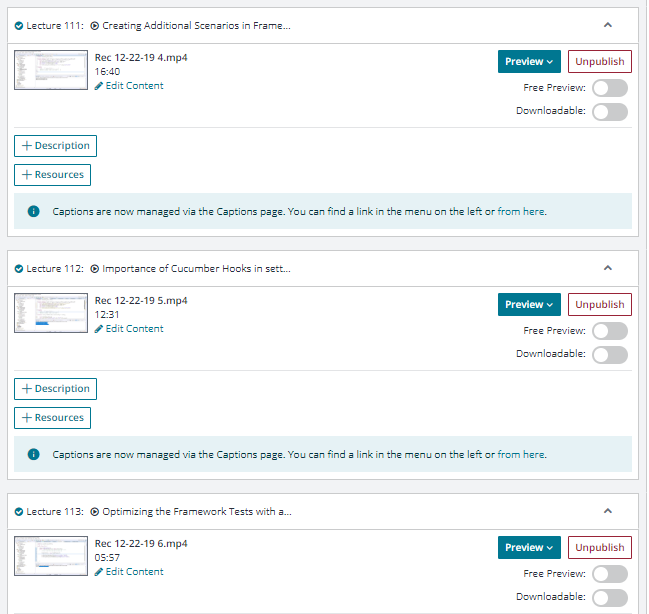 Lecture 111: Creating Additional Scenarios in Frame...
Rec 12-22-19 4.mp4
16:40
Edit Content
Preview
Unpublish
Free Preview:
Downloadable:
+ Description
+ Resources
Captions are now managed via the Captions page. You can find a link in the menu on the left or from here.
Lecture 112: Importance of Cucumber Hooks in sett...
Rec 12-22-19 5.mp4
12:31
Edit Content
Preview
Unpublish
Free Preview:
Downloadable:
+ Description
+ Resources
Captions are now managed via the Captions page. You can find a link in the menu on the left or from here.
Lecture 113: Optimizing the Framework Tests with a...
Rec 12-22-19 6.mp4
05:57
Edit Content
Preview
Unpublish
Free Preview:
Downloadable: